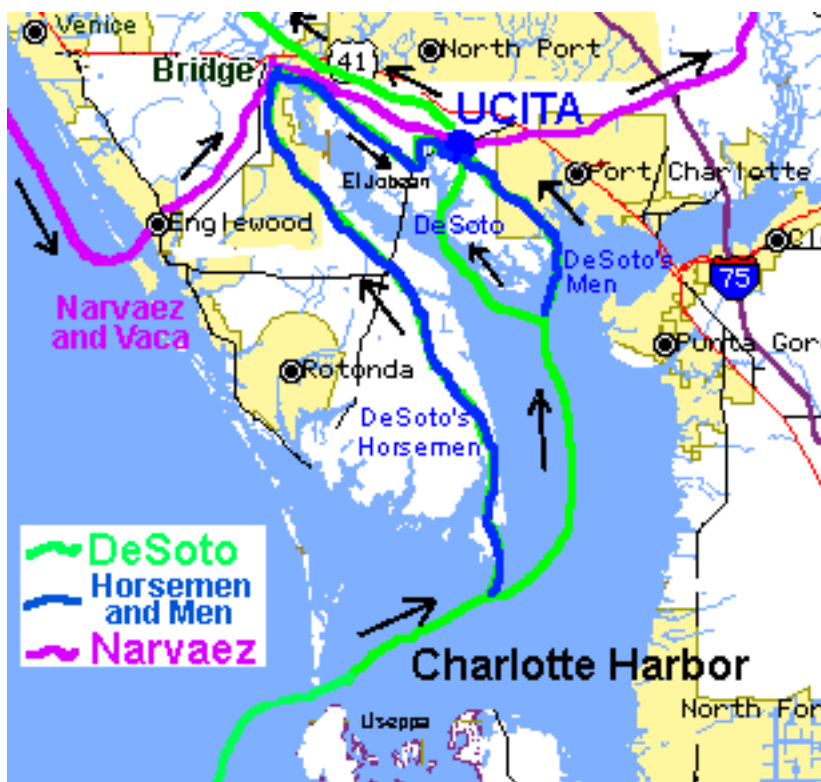 Venice
Bridge
41
North Port
UCITA
El Jobean
Port Charlotte
Englewood
DeSoto
DeSoto's
Men
75
Cl
Narvaez
and Vaca
Rotonda
Punta Gor
DeSoto's
Horsemen
DeSoto
Horsemen
and Men
Narvaez
Charlotte Harbor
North For
Useppa